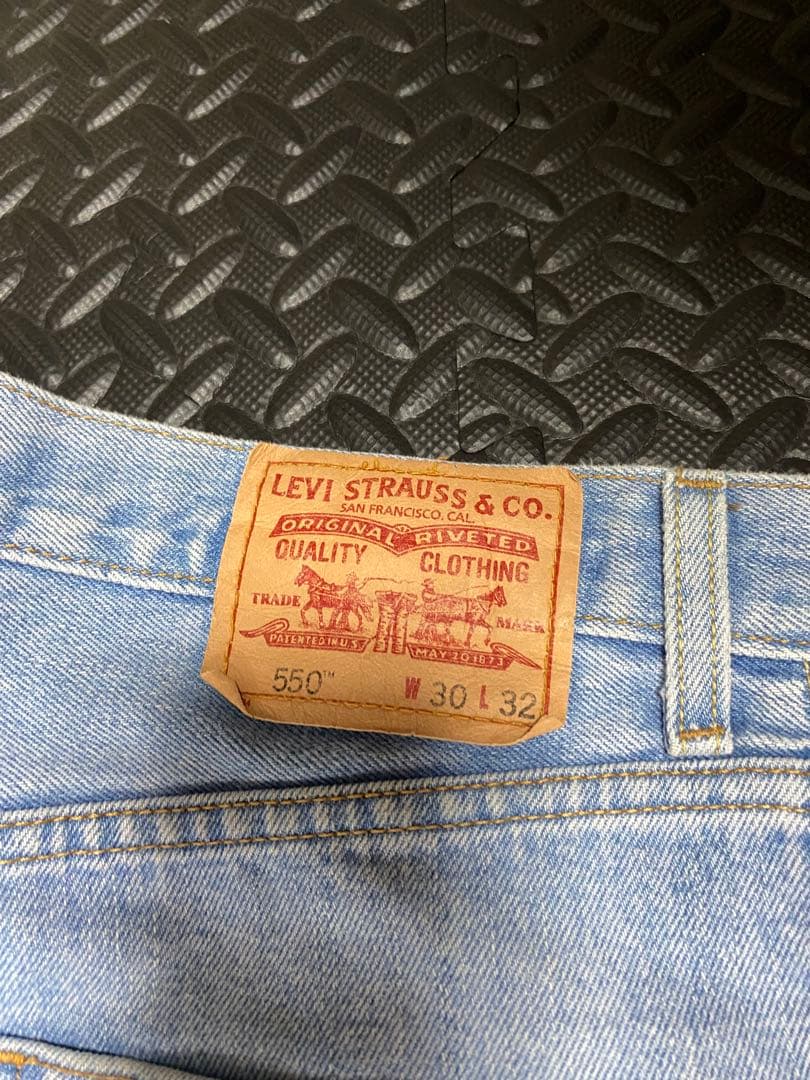 LEVI STRAUSS & CO.
SAN FRANCISCO, CAL.
ORIGINAL RIVETED
QUALITY CLOTHING
TRADE MARK
PATENTED IN U.S. MAY 20 1873
550™ W 30 L 32